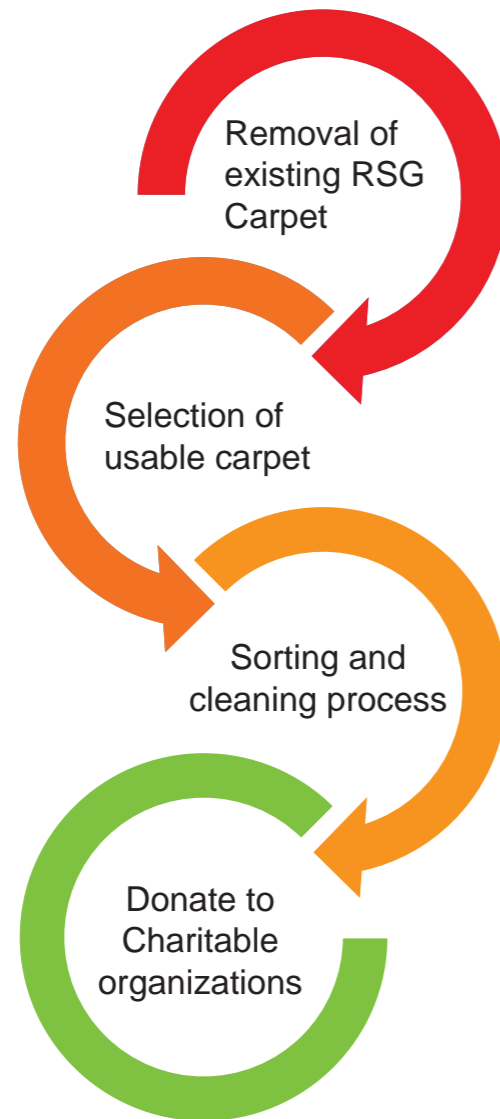 Removal of
existing RSG
Carpet
Selection of
usable carpet
Sorting and
cleaning process
Donate to
Charitable
organizations